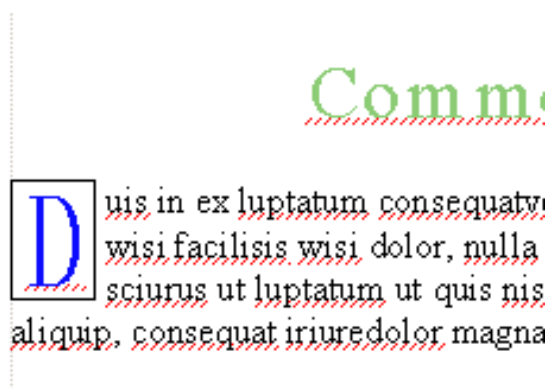 Comm
Duis in ex luptatum consequatv
wisi facilisis wisi dolor, nulla
sciurus ut luptatum ut quis nis
aliquip, consequat iriuredolor magna